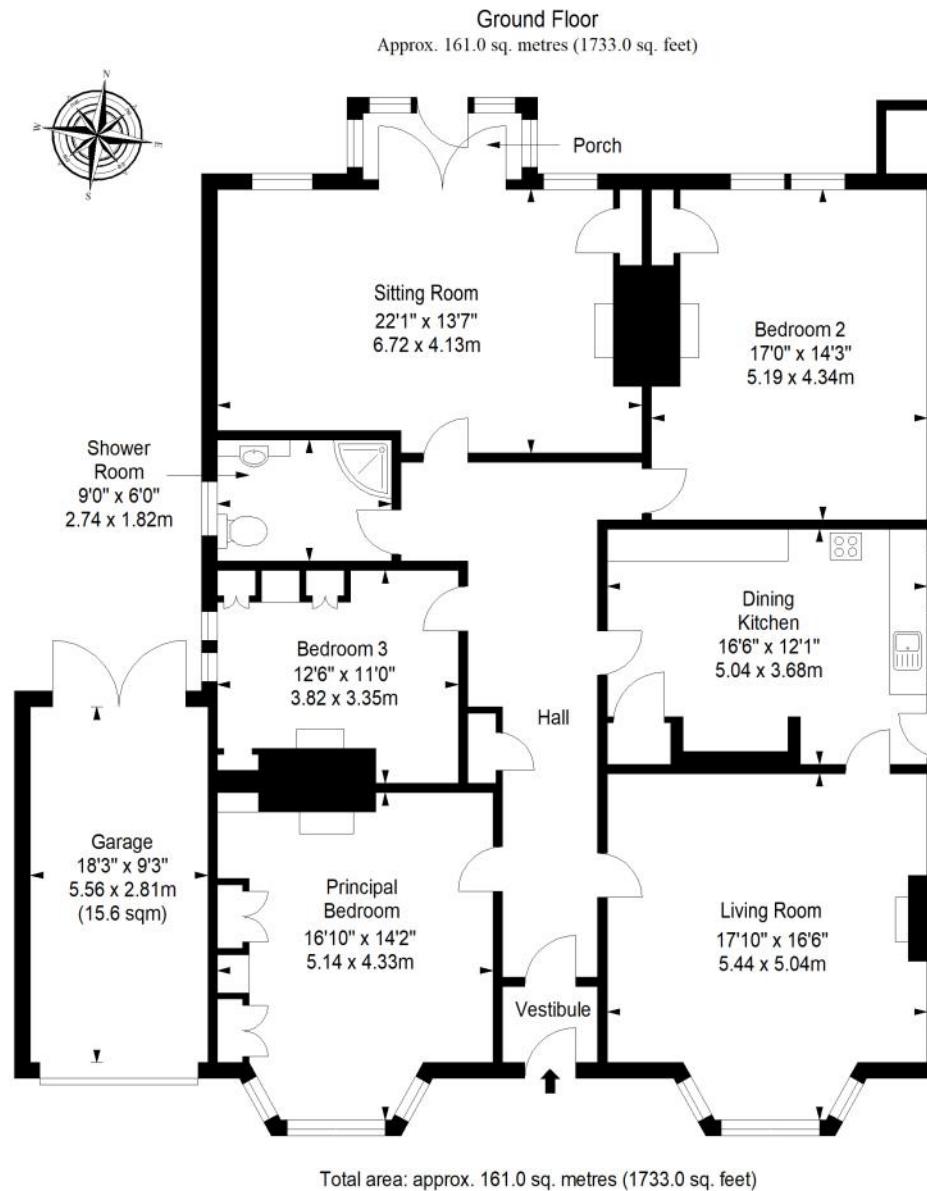 Ground Floor
Approx. 161.0 sq. metres (1733.0 sq. feet)
N
W
E
S
Porch
Sitting Room
22'1" x 13'7"
6.72 x 4.13m
Bedroom 2
17'0" x 14'3"
5.19 x 4.34m
Shower
Room
9'0" x 6'0"
2.74 x 1.82m
Dining
Kitchen
16'6" x 12'1"
5.04 x 3.68m
Bedroom 3
12'6" x 11'0"
3.82 x 3.35m
Hall
Garage
18'3" x 9'3"
5.56 x 2.81m
(15.6 sqm)
Principal
Bedroom
16'10" x 14'2"
5.14 x 4.33m
Living Room
17'10" x 16'6"
5.44 x 5.04m
Vestibule
Total area: approx. 161.0 sq. metres (1733.0 sq. feet)